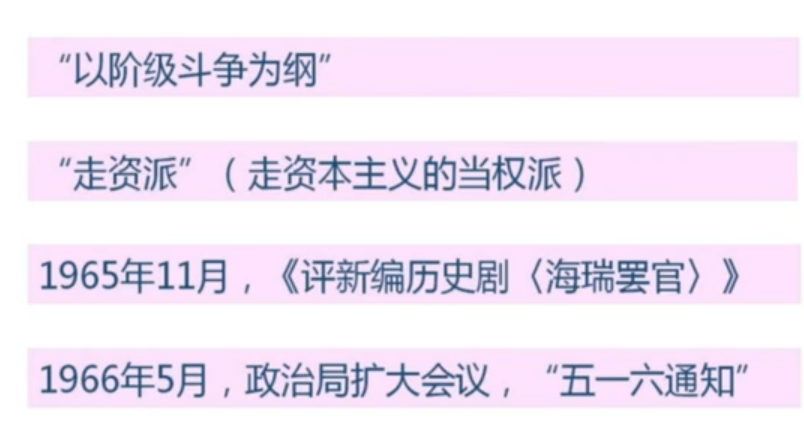 “以阶级斗争为纲”
“走资派”（走资本主义的当权派）
1965年11月，《评新编历史剧〈海瑞罢官〉》
1966年5月，政治局扩大会议，“五一六通知”